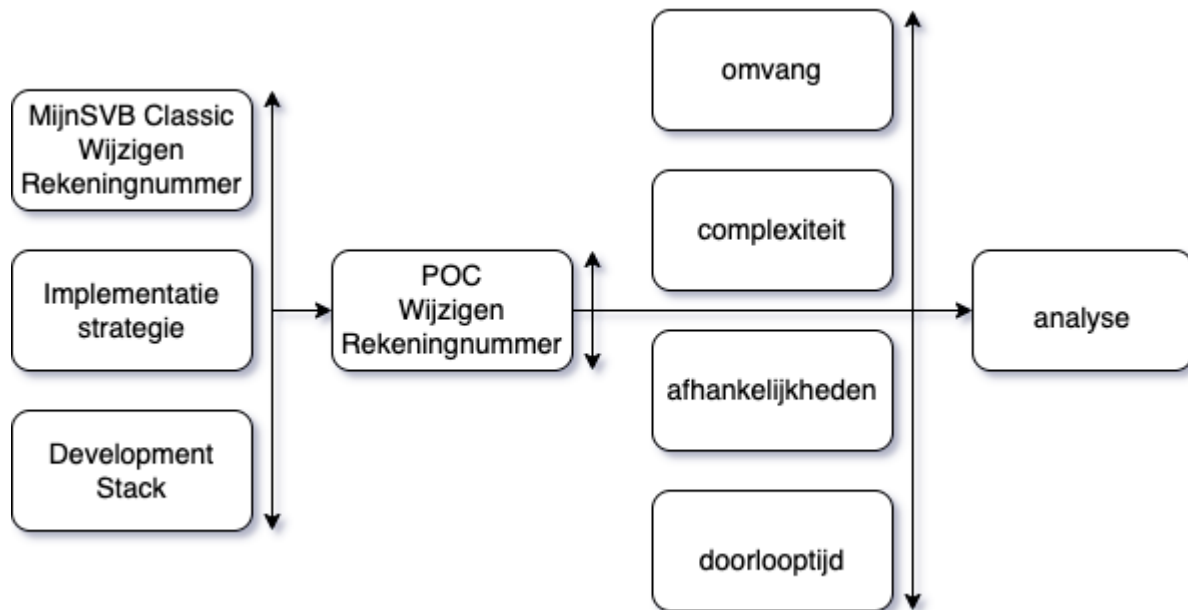 MijnSVB Classic
Wijzigen
Rekeningnummer
Implementatie
strategie
Development
Stack
POC
Wijzigen
Rekeningnummer
omvang
complexiteit
afhankelijkheden
doorlooptijd
analyse